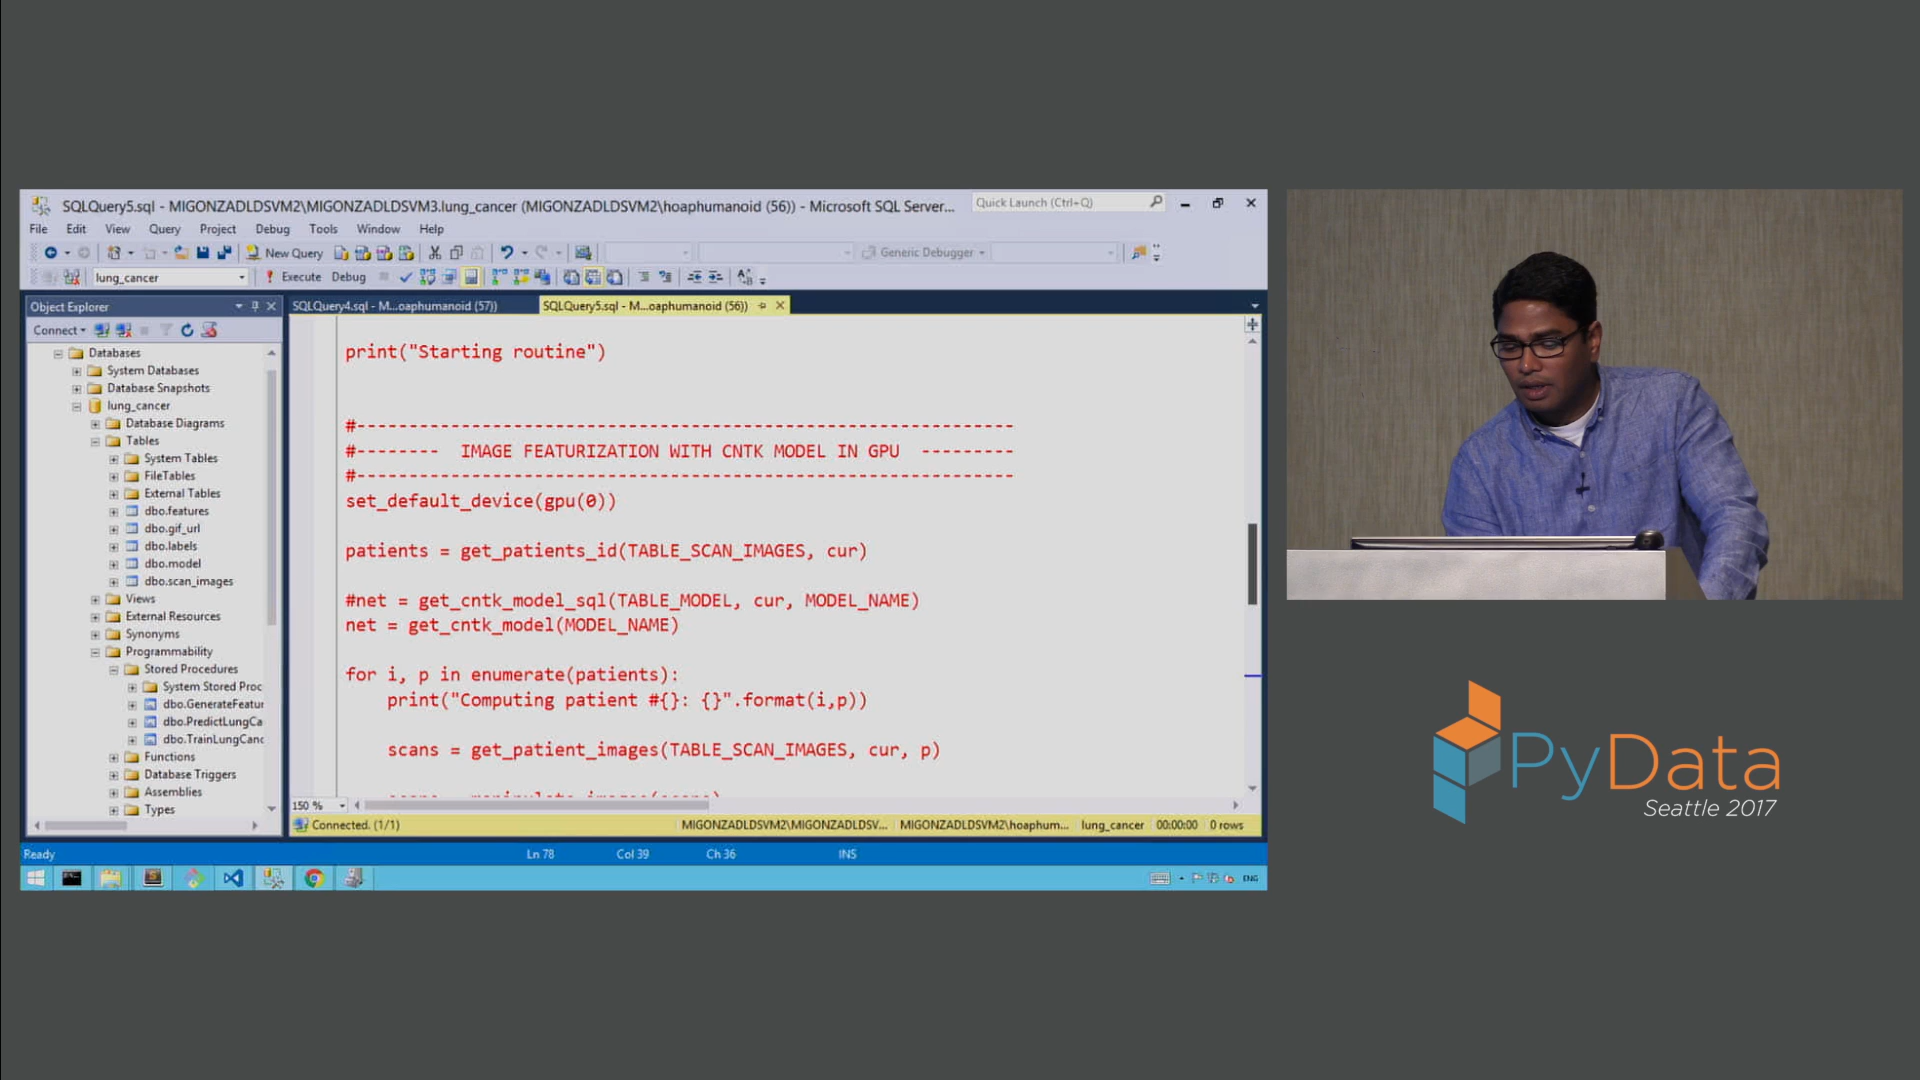 SQLQuery5.sql - MIGONZADLDSVM2\MIGONZADLDSVM3.lung_cancer (MIGONZADLDSVM2\hoaphumanoid (56)) - Microsoft SQL Server...
Quick Launch (Ctrl+Q)
File Edit View Query Project Debug Tools Window Help
New Query
Generic Debugger
lung_cancer
Execute Debug
Object Explorer
SQLQuery4.sql - M...oaphumanoid (57))
SQLQuery5.sql - M...oaphumanoid (56))
Connect
Databases
System Databases
Database Snapshots
lung_cancer
Database Diagrams
Tables
System Tables
FileTables
External Tables
dbo.features
dbo.gif_url
dbo.labels
dbo.model
dbo.scan_images
Views
External Resources
Synonyms
Programmability
Stored Procedures
System Stored Proc
dbo.GenerateFeatur
dbo.PredictLungCa
dbo.TrainLungCanc
Functions
Database Triggers
Assemblies
Types
print("Starting routine")
#---------------------------------------------------------------
#-------- IMAGE FEATURIZATION WITH CNTK MODEL IN GPU ---------
#---------------------------------------------------------------
set_default_device(gpu(0))
patients = get_patients_id(TABLE_SCAN_IMAGES, cur)
#net = get_cntk_model_sql(TABLE_MODEL, cur, MODEL_NAME)
net = get_cntk_model(MODEL_NAME)
for i, p in enumerate(patients):
print("Computing patient #{}: {}".format(i,p))
scans = get_patient_images(TABLE_SCAN_IMAGES, cur, p)
150 %
Connected. (1/1)
MIGONZADLDSVM2\MIGONZADLDSV... MIGONZADLDSVM2\hoaphum... lung_cancer 00:00:00 0 rows
Ready Ln 78 Col 39 Ch 36 INS
ENG
PyData
Seattle 2017